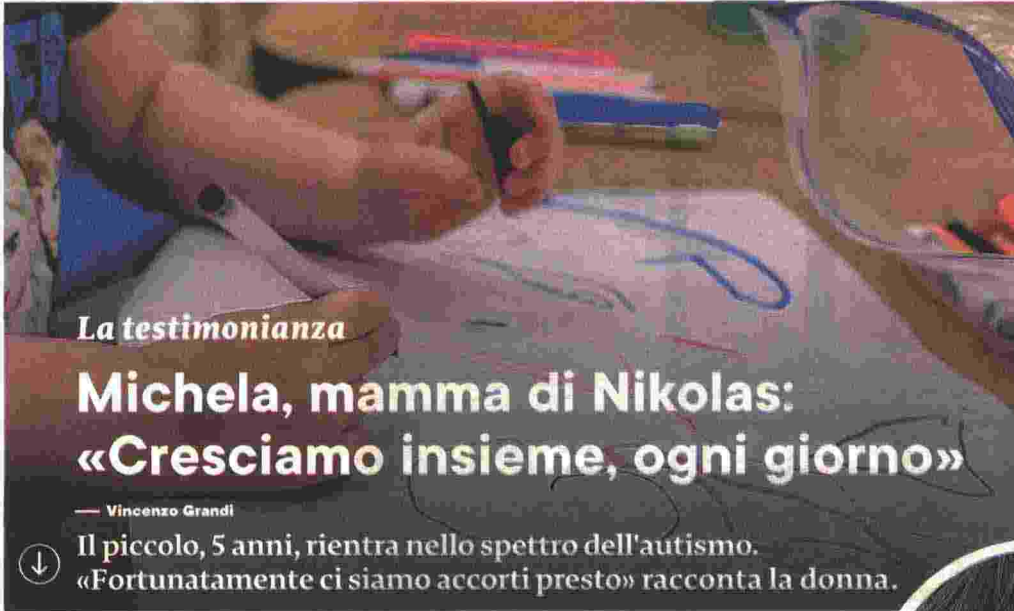 La testimonianza
Michela, mamma di Nikolas:
«Cresciamo insieme, ogni giorno»
— Vincenzo Grandi
Il piccolo, 5 anni, rientra nello spettro dell'autismo.
«Fortunatamente ci siamo accorti presto» racconta la donna.